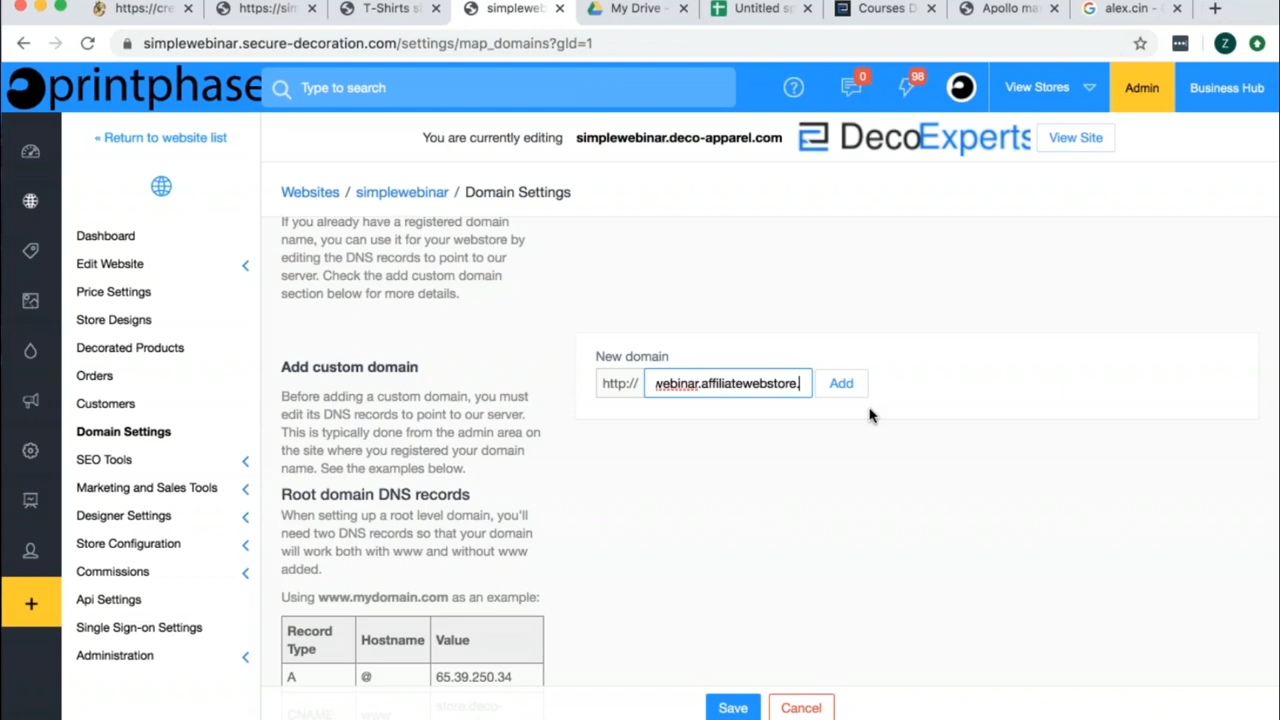 https://cre
https://sim
T-Shirts si
simpleweb
My Drive -
Untitled s
Courses D
Apollo ma
alex.cin -
simplewebinar.secure-decoration.com/settings/map_domains?gld=1
Z
printphase
Type to search
0
98
View Stores
Admin
Business Hub
« Return to website list
You are currently editing simplewebinar.deco-apparel.com
DecoExperts
View Site
Websites / simplewebinar / Domain Settings
Dashboard
Edit Website
Price Settings
Store Designs
Decorated Products
Orders
Customers
Domain Settings
SEO Tools
Marketing and Sales Tools
Designer Settings
Store Configuration
Commissions
Api Settings
Single Sign-on Settings
Administration
If you already have a registered domain
name, you can use it for your webstore by
editing the DNS records to point to our
server. Check the add custom domain
section below for more details.
Add custom domain
Before adding a custom domain, you must
edit its DNS records to point to our server.
This is typically done from the admin area on
the site where you registered your domain
name. See the examples below.
Root domain DNS records
When setting up a root level domain, you'll
need two DNS records so that your domain
will work both with www and without www
added.
Using www.mydomain.com as an example:
Record Type Hostname Value
A @ 65.39.250.34
CNAME www store.deco-
New domain
http:// webinar.affiliatewebstore. Add
Save
Cancel